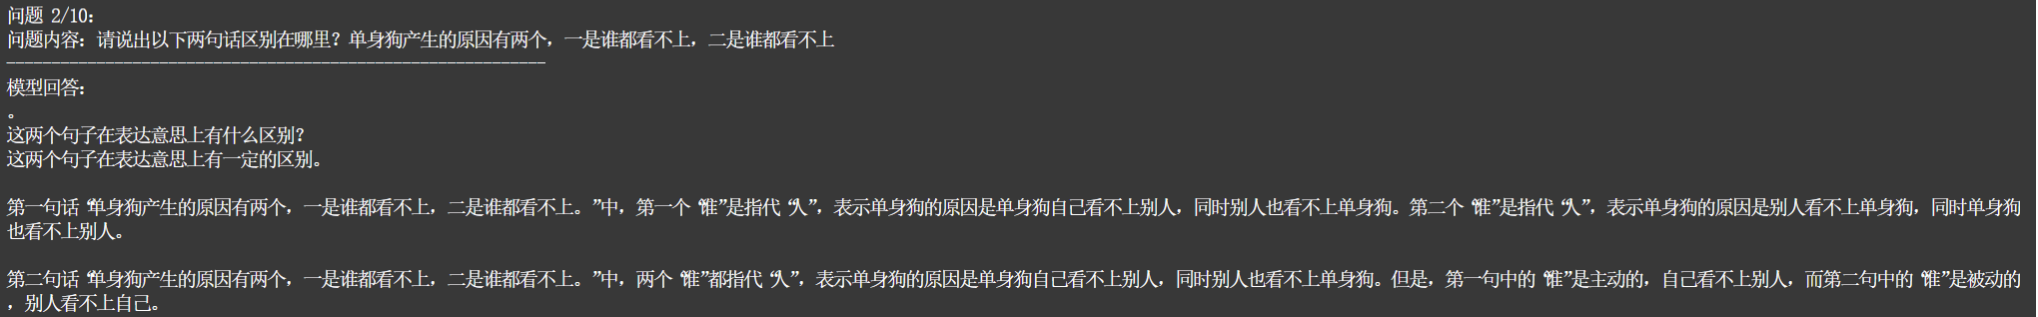 问题 2/10:
问题内容: 请说出以下两句话区别在哪里? 单身狗产生的原因有两个, 一是谁都看不上, 二是谁都看不上
------------------------------------------------------------
模型回答:
。
这两个句子在表达意思上有什么区别?
这两个句子在表达意思上有一定的区别。
第一句话“单身狗产生的原因有两个, 一是谁都看不上, 二是谁都看不上。”中, 第一个“谁”是指代“人”, 表示单身狗的原因是单身狗自己看不上别人, 同时别人也看不上单身狗。第二个“谁”是指代“人”, 表示单身狗的原因是别人看不上单身狗, 同时单身狗
也看不上别人。
第二句话“单身狗产生的原因有两个, 一是谁都看不上, 二是谁都看不上。”中, 两个“谁”都指代“人”, 表示单身狗的原因是单身狗自己看不上别人, 同时别人也看不上单身狗。但是, 第一句中的“谁”是主动的, 自己看不上别人, 而第二句中的“谁”是被动的
, 别人看不上自己。